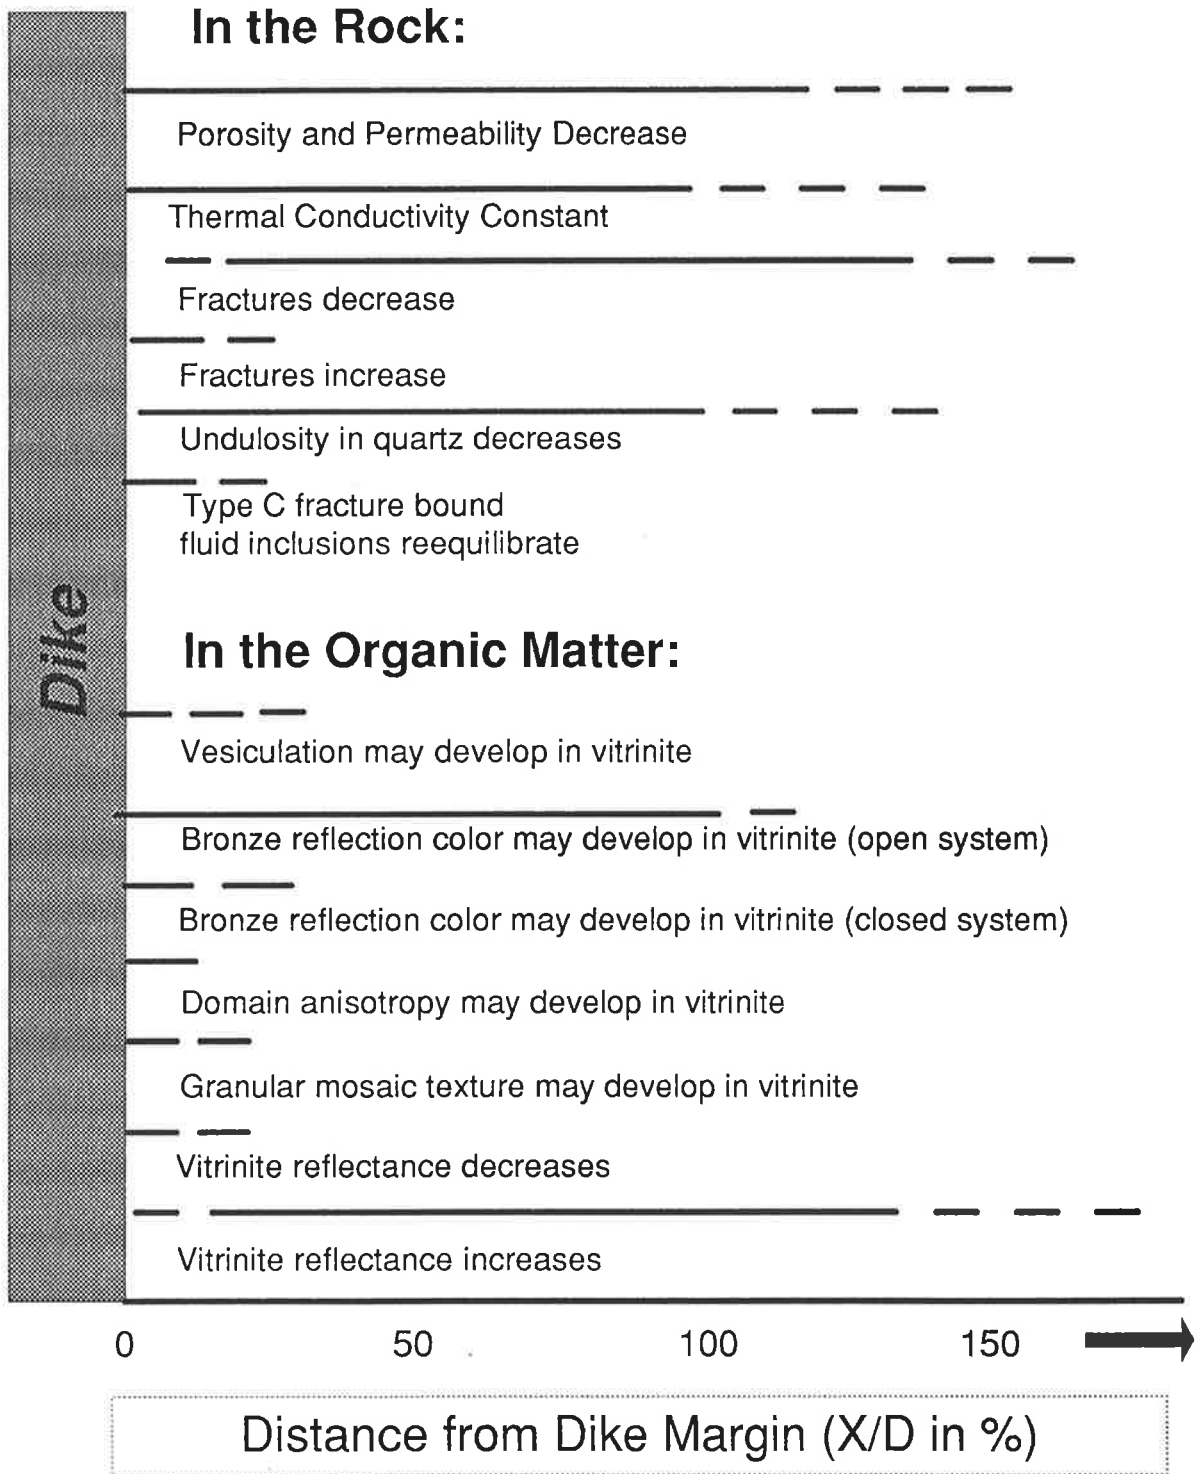 In the Rock:
Porosity and Permeability Decrease
Thermal Conductivity Constant
Fractures decrease
Fractures increase
Undulosity in quartz decreases
Type C fracture bound
fluid inclusions reequilibrate
Dike
In the Organic Matter:
Vesiculation may develop in vitrinite
Bronze reflection color may develop in vitrinite (open system)
Bronze reflection color may develop in vitrinite (closed system)
Domain anisotropy may develop in vitrinite
Granular mosaic texture may develop in vitrinite
Vitrinite reflectance decreases
Vitrinite reflectance increases
0 50 100 150
Distance from Dike Margin (X/D in %)